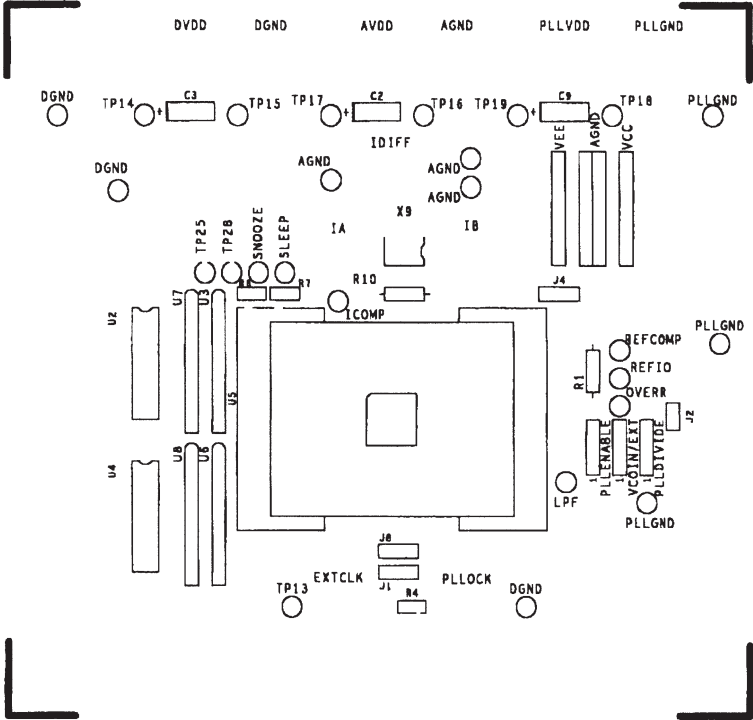 DVDD DGND AVDD AGND PLLVDD PLLGND
DGND TP14 + C3 TP15 TP17 + C2 TP16 TP19 + C9 TP18 PLLGND
IDIFF VEE AGND VCC
DGND AGND AGND
AGND
X9
IA IB
TP25 TP28 SNOOZE SLEEP
U7 U3 R7 R10 J4
ICOMP
U2
PLLGND
REFCOMP
REFIO
R1
OVERR
U5
J2
U4 U8 U6
1 PLLENABLE 1 VCOIN/EXT 1 PLLDIVIDE
LPF
PLLGND
J8
EXTCLK PLLOCK
J1
TP13 R4 DGND